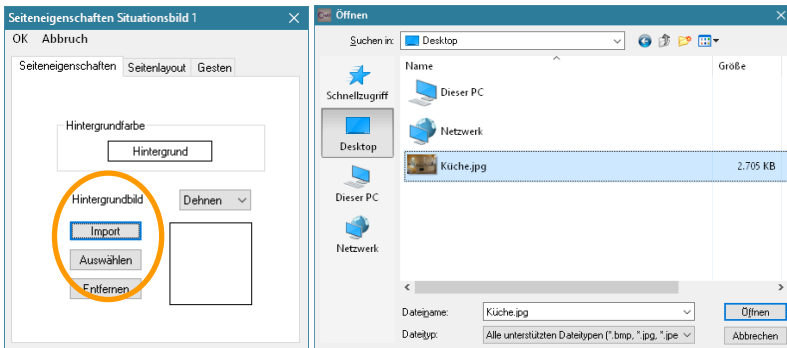 Seiteneigenschaften Situationsbild 1
OK Abbruch
Seiteneigenschaften Seitenlayout Gesten
Hintergrundfarbe
Hintergrund
Hintergrundbild Dehnen
Import
Auswählen
Entfernen
Öffnen
Suchen in: Desktop
Name Größe
Schnellzugriff
Desktop
Dieser PC
Netzwerk
Dieser PC
Netzwerk
Küche.jpg 2.705 KB
Dateiname: Küche.jpg Öffnen
Dateityp: Alle unterstützten Dateitypen (*.bmp, *.jpg, *.jpe Abbrechen